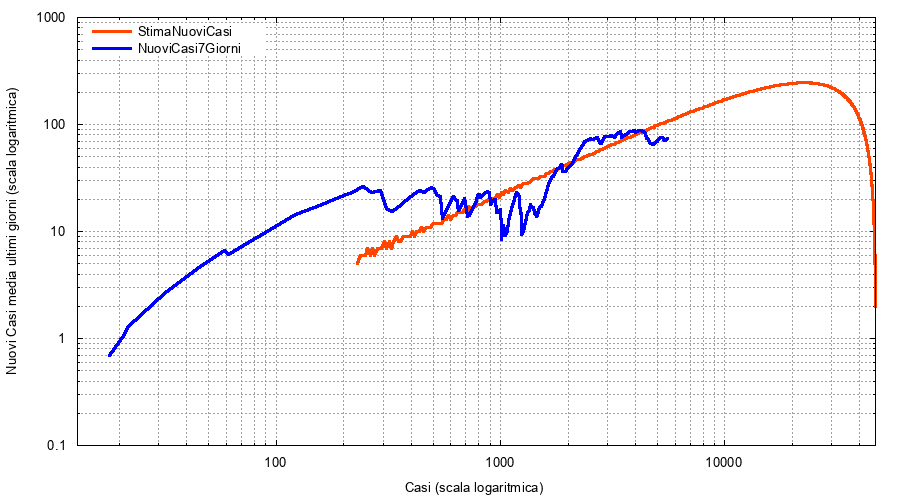 1000
StimaNuoviCasi
NuoviCasi7Giorni
100
10
1
0.1
Nuovi Casi media ultimi giorni (scala logaritmica)
100 1000 10000
Casi (scala logaritmica)